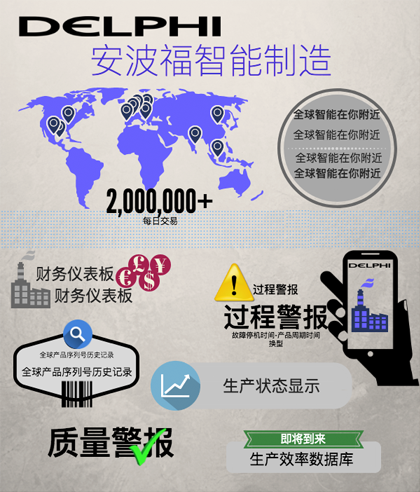 DELPHI
安波福智能制造
全球智能在你附近
全球智能在你附近
全球智能在你附近
全球智能在你附近
2,000,000+
每日交易
财务仪表板
财务仪表板
£
¥
€
$
过程警报
过程警报
故障停机时间-产品周期时间
换型
DELPHI
全球产品序列号历史记录
全球产品序列号历史记录
生产状态显示
质量警报
即将到来
生产效率数据库